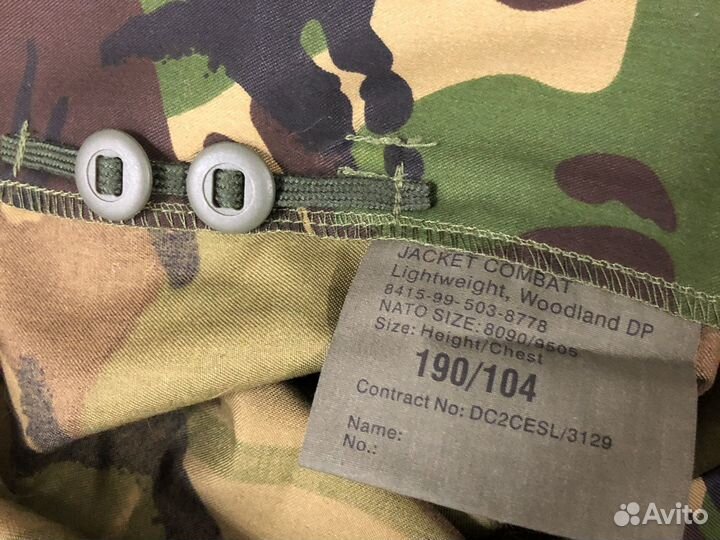 JACKET COMBAT
Lightweight, Woodland DP
8415-99-503-8778
NATO SIZE: 8090/9505
Size: Height/Chest
190/104
Contract No: DC2CESL/3129
Name:
No.:
Avito